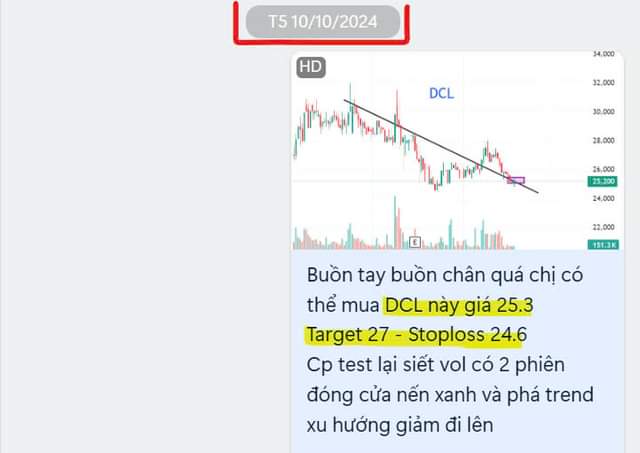 T5 10/10/2024
HD
DCL
34,000
32,000
30,000
28,000
26,000
25,200
24,000
22,000
151.3K
E
Buồn tay buồn chân quá chị có
thể mua DCL này giá 25.3
Target 27 - Stoploss 24.6
Cp test lại siết vol có 2 phiên
đóng cửa nến xanh và phá trend
xu hướng giảm đi lên